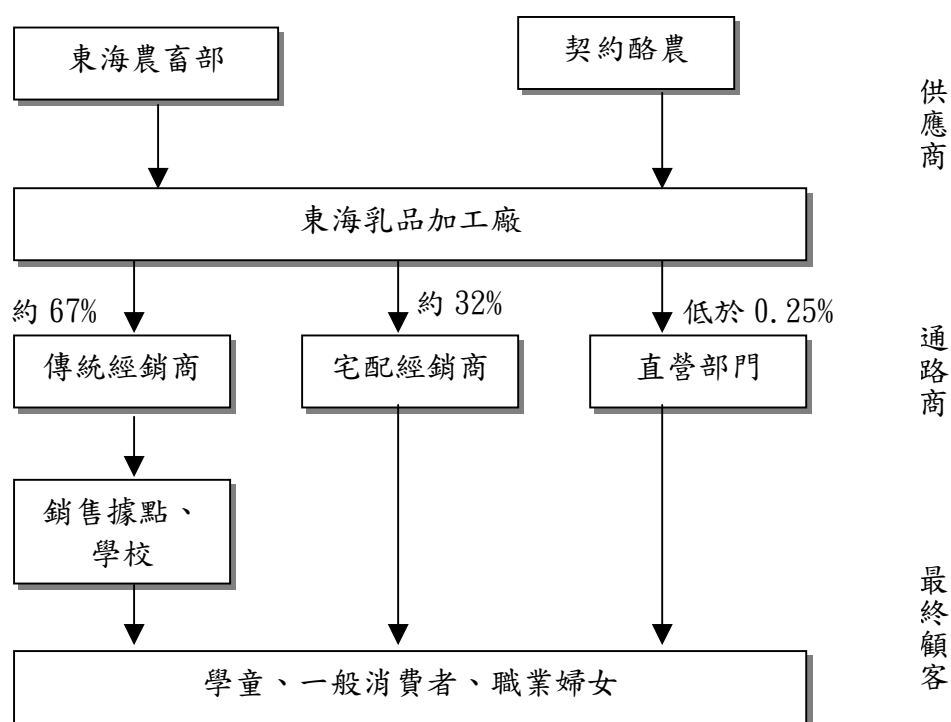 東海農畜部
契約酪農
供應商
東海乳品加工廠
約 67%
約 32%
低於 0.25%
傳統經銷商
宅配經銷商
直營部門
通路商
銷售據點、
學校
最終顧客
學童、一般消費者、職業婦女